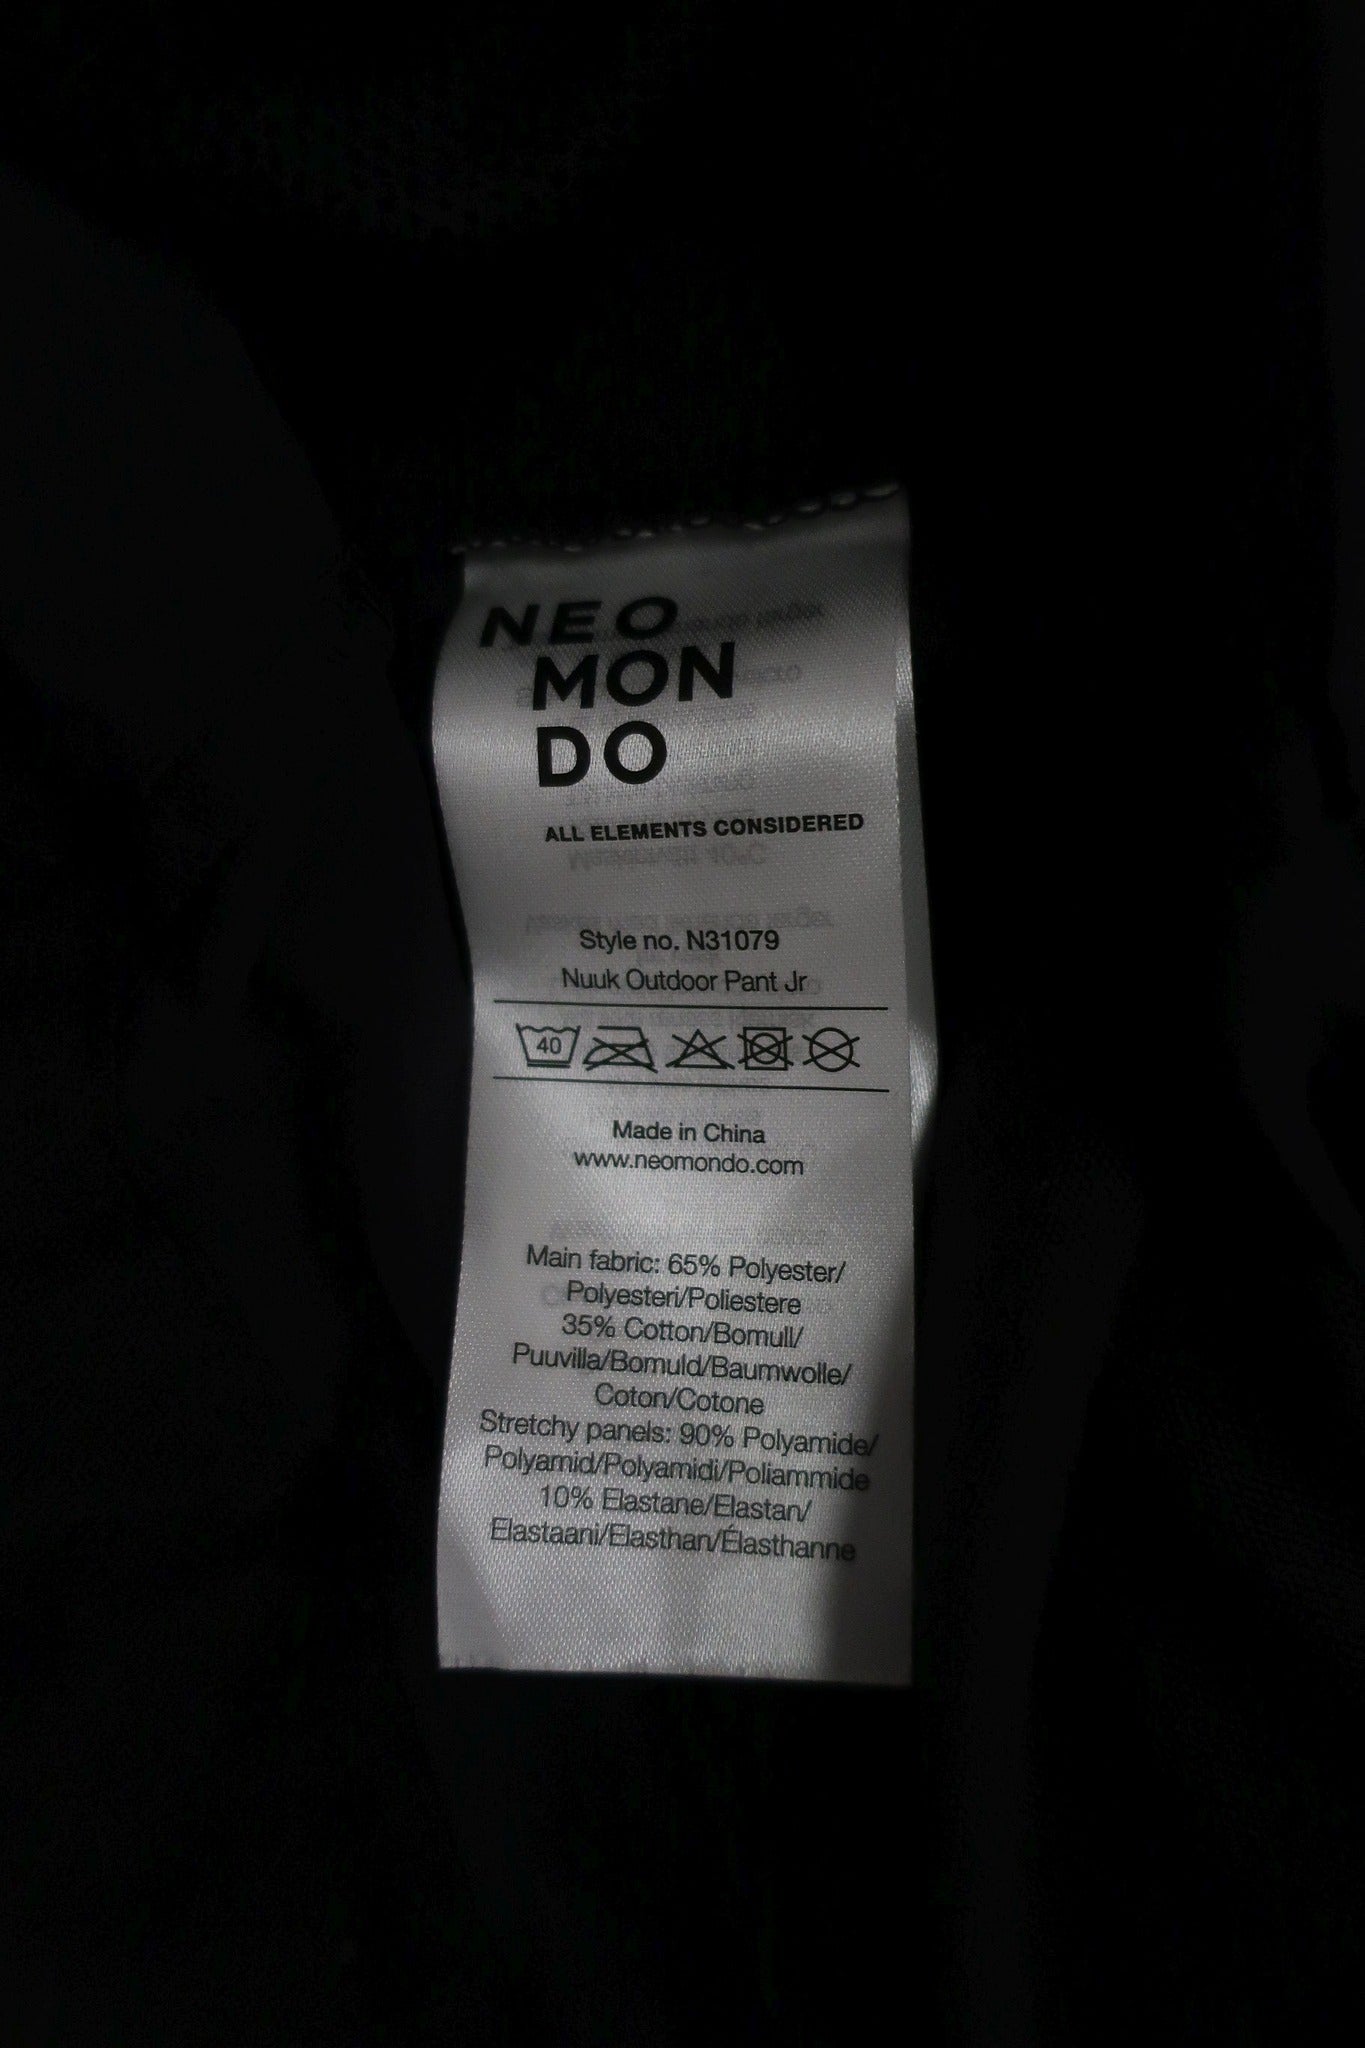 NEO
MON
DO
ALL ELEMENTS CONSIDERED
Style no. N31079
Nuuk Outdoor Pant Jr
40
Made in China
www.neomondo.com
Main fabric: 65% Polyester/
Polyesteri/Poliestere
35% Cotton/Bomull/
Puuvilla/Bomuld/Baumwolle/
Coton/Cotone
Stretchy panels: 90% Polyamide/
Polyamid/Polyamidi/Poliammide
10% Elastane/Elastan/
Elastaani/Elasthan/Élasthanne